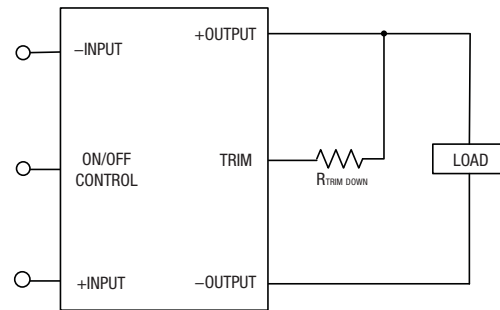 –INPUT
+OUTPUT
ON/OFF
CONTROL
TRIM
LOAD
RTRIM DOWN
+INPUT
–OUTPUT